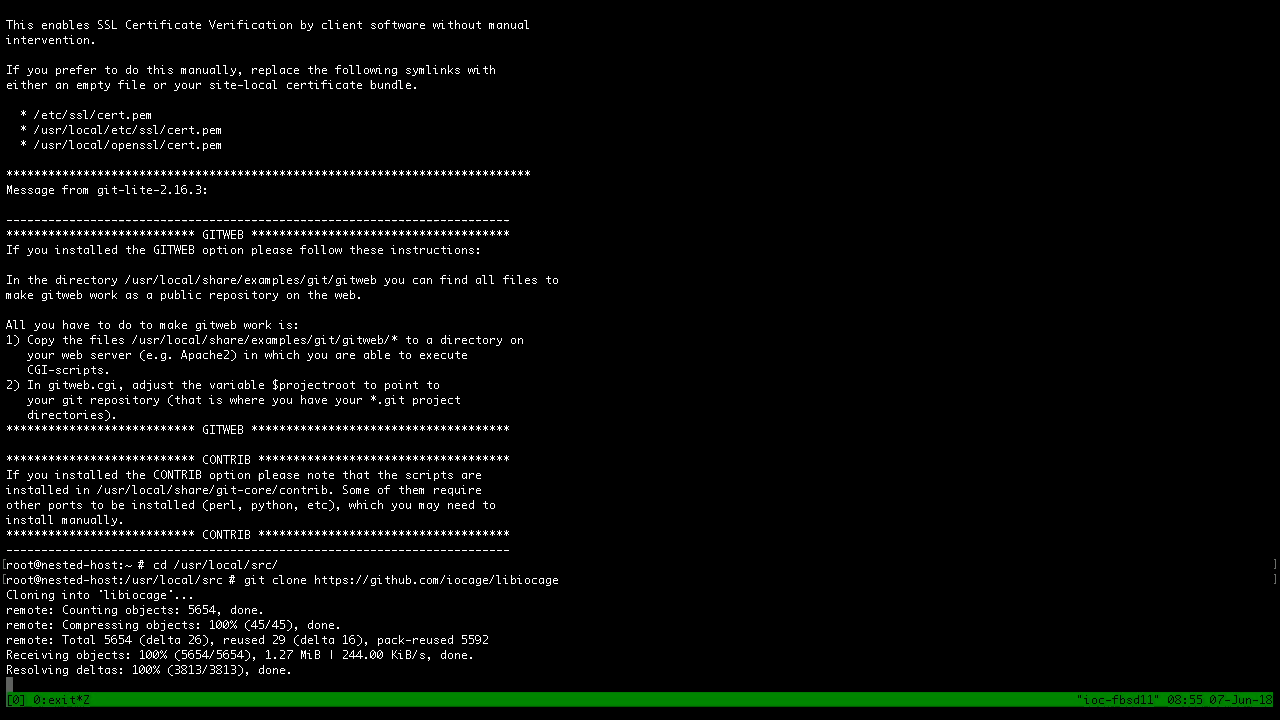 This enables SSL Certificate Verification by client software without manual
intervention.

If you prefer to do this manually, replace the following symlinks with
either an empty file or your site-local certificate bundle.

  * /etc/ssl/cert.pem
  * /usr/local/etc/ssl/cert.pem
  * /usr/local/openssl/cert.pem

***************************************************************************
Message from git-lite-2.16.3:

------------------------------------------------------------------------
*************************** GITWEB *************************************
If you installed the GITWEB option please follow these instructions:

In the directory /usr/local/share/examples/git/gitweb you can find all files to
make gitweb work as a public repository on the web.

All you have to do to make gitweb work is:
1) Copy the files /usr/local/share/examples/git/gitweb/* to a directory on
   your web server (e.g. Apache2) in which you are able to execute
   CGI-scripts.
2) In gitweb.cgi, adjust the variable $projectroot to point to
   your git repository (that is where you have your *.git project
   directories).
*************************** GITWEB *************************************

*************************** CONTRIB ************************************
If you installed the CONTRIB option please note that the scripts are
installed in /usr/local/share/git-core/contrib. Some of them require
other ports to be installed (perl, python, etc), which you may need to
install manually.
*************************** CONTRIB ************************************
------------------------------------------------------------------------
[root@nested-host:~ # cd /usr/local/src/ ]
[root@nested-host:/usr/local/src # git clone https://github.com/iocage/libiocage ]
Cloning into 'libiocage'...
remote: Counting objects: 5654, done.
remote: Compressing objects: 100% (45/45), done.
remote: Total 5654 (delta 26), reused 29 (delta 16), pack-reused 5592
Receiving objects: 100% (5654/5654), 1.27 MiB | 244.00 KiB/s, done.
Resolving deltas: 100% (3813/3813), done.
[0] 0:exit*Z "ioc-fbsd11" 08:55 07-Jun-18